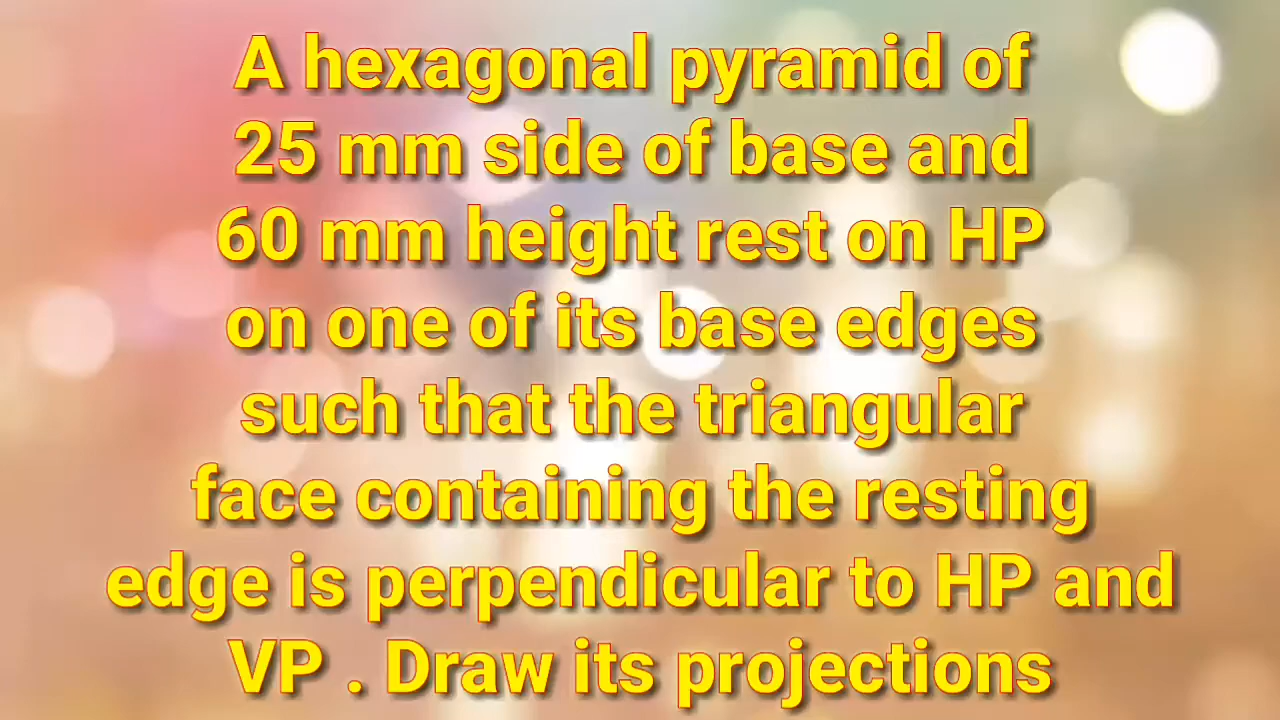 A hexagonal pyramid of
25 mm side of base and
60 mm height rest on HP
on one of its base edges
such that the triangular
face containing the resting
edge is perpendicular to HP and
VP . Draw its projections